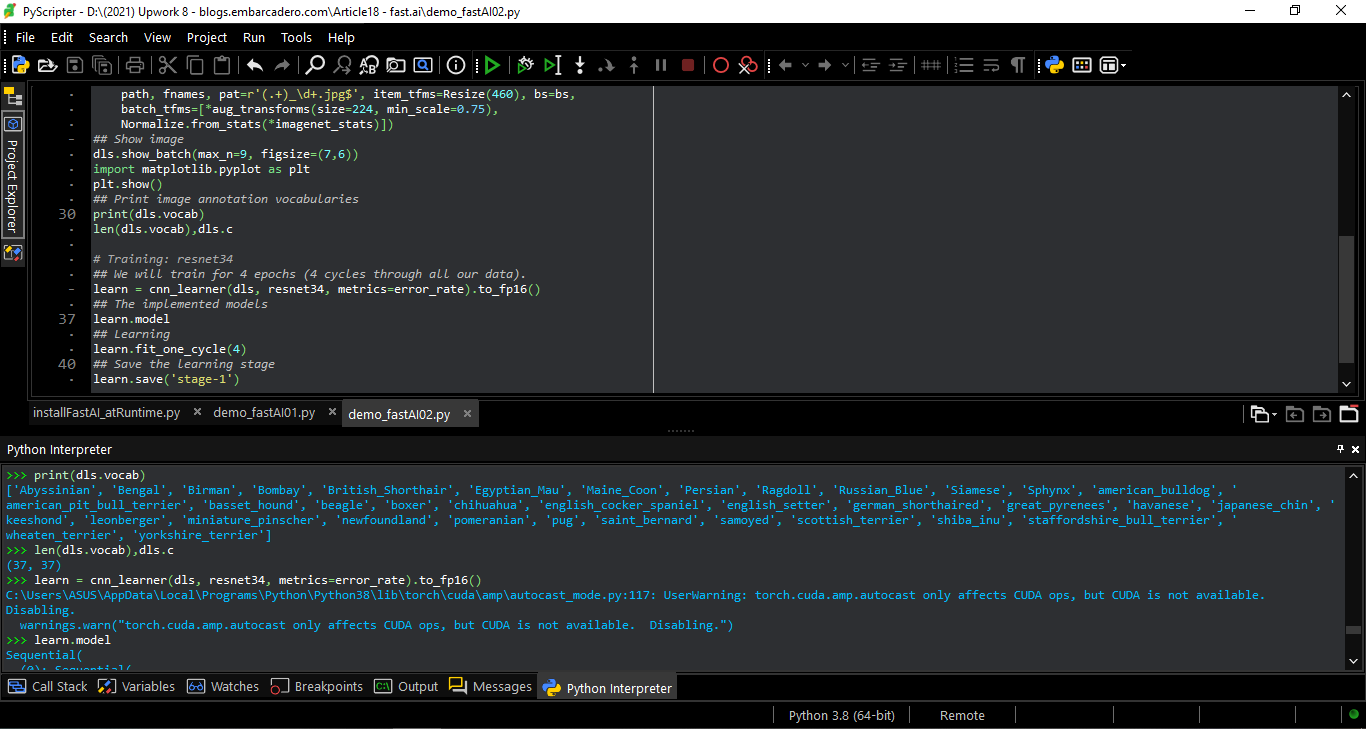 PyScripter - D:\(2021) Upwork 8 - blogs.embarcadero.com\Article18 - fast.ai\demo_fastAI02.py
File Edit Search View Project Run Tools Help
Project Explorer
path, fnames, pat=r'(.+)_\d+.jpg$', item_tfms=Resize(460), bs=bs,
batch_tfms=[*aug_transforms(size=224, min_scale=0.75),
Normalize.from_stats(*imagenet_stats)])
## Show image
dls.show_batch(max_n=9, figsize=(7,6))
import matplotlib.pyplot as plt
plt.show()
## Print image annotation vocabularies
30 print(dls.vocab)
len(dls.vocab),dls.c
# Training: resnet34
## We will train for 4 epochs (4 cycles through all our data).
learn = cnn_learner(dls, resnet34, metrics=error_rate).to_fp16()
## The implemented models
37 learn.model
## Learning
learn.fit_one_cycle(4)
40 ## Save the learning stage
learn.save('stage-1')
installFastAI_atRuntime.py × demo_fastAI01.py × demo_fastAI02.py ×
Python Interpreter
>>> print(dls.vocab)
['Abyssinian', 'Bengal', 'Birman', 'Bombay', 'British_Shorthair', 'Egyptian_Mau', 'Maine_Coon', 'Persian', 'Ragdoll', 'Russian_Blue', 'Siamese', 'Sphynx', 'american_bulldog', '
american_pit_bull_terrier', 'basset_hound', 'beagle', 'boxer', 'chihuahua', 'english_cocker_spaniel', 'english_setter', 'german_shorthaired', 'great_pyrenees', 'havanese', 'japanese_chin', '
keeshond', 'leonberger', 'miniature_pinscher', 'newfoundland', 'pomeranian', 'pug', 'saint_bernard', 'samoyed', 'scottish_terrier', 'shiba_inu', 'staffordshire_bull_terrier', '
wheaten_terrier', 'yorkshire_terrier']
>>> len(dls.vocab),dls.c
(37, 37)
>>> learn = cnn_learner(dls, resnet34, metrics=error_rate).to_fp16()
C:\Users\ASUS\AppData\Local\Programs\Python\Python38\lib\torch\cuda\amp\autocast_mode.py:117: UserWarning: torch.cuda.amp.autocast only affects CUDA ops, but CUDA is not available.
Disabling.
warnings.warn("torch.cuda.amp.autocast only affects CUDA ops, but CUDA is not available.  Disabling.")
>>> learn.model
Sequential(
(0): Sequential(
Call Stack Variables Watches Breakpoints Output Messages Python Interpreter
Python 3.8 (64-bit) Remote